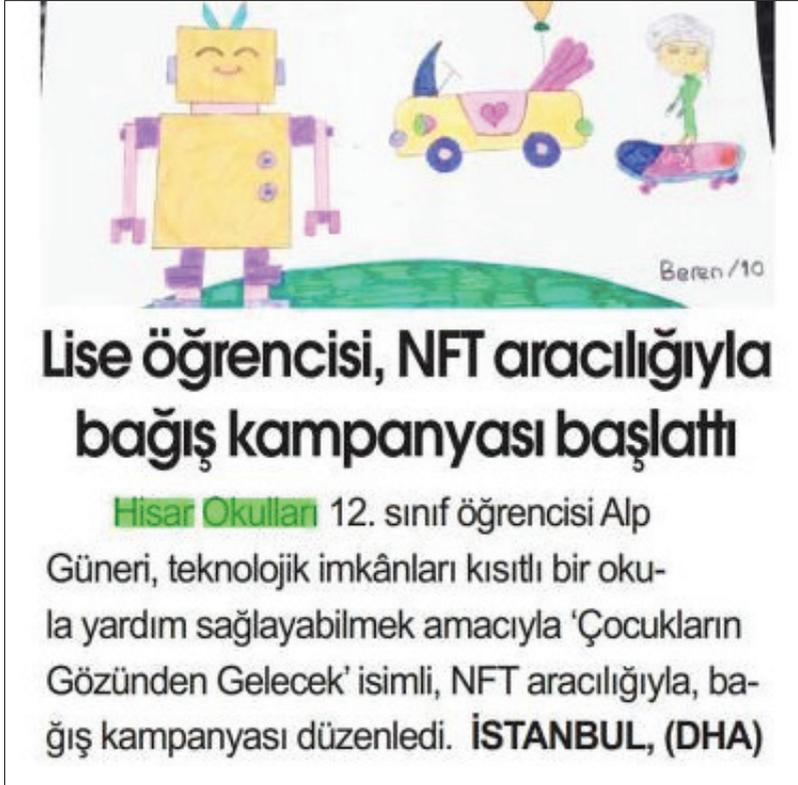 Beren/10
Lise öğrencisi, NFT aracılığıyla
bağış kampanyası başlattı
Hisar Okulları 12. sınıf öğrencisi Alp
Güneri, teknolojik imkânları kısıtlı bir oku-
la yardım sağlayabilmek amacıyla ‘Çocukların
Gözünden Gelecek’ isimli, NFT aracılığıyla, ba-
ğış kampanyası düzenledi. İSTANBUL, (DHA)